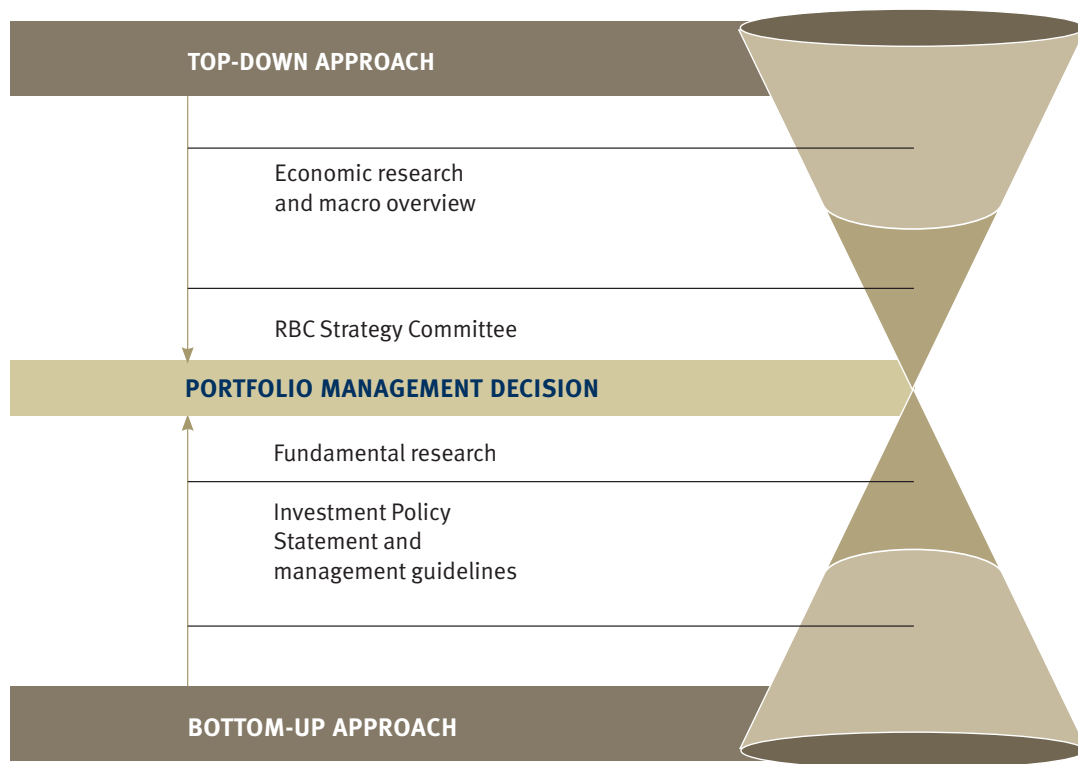 TOP-DOWN APPROACH
Economic research
and macro overview
RBC Strategy Committee
PORTFOLIO MANAGEMENT DECISION
Fundamental research
Investment Policy
Statement and
management guidelines
BOTTOM-UP APPROACH